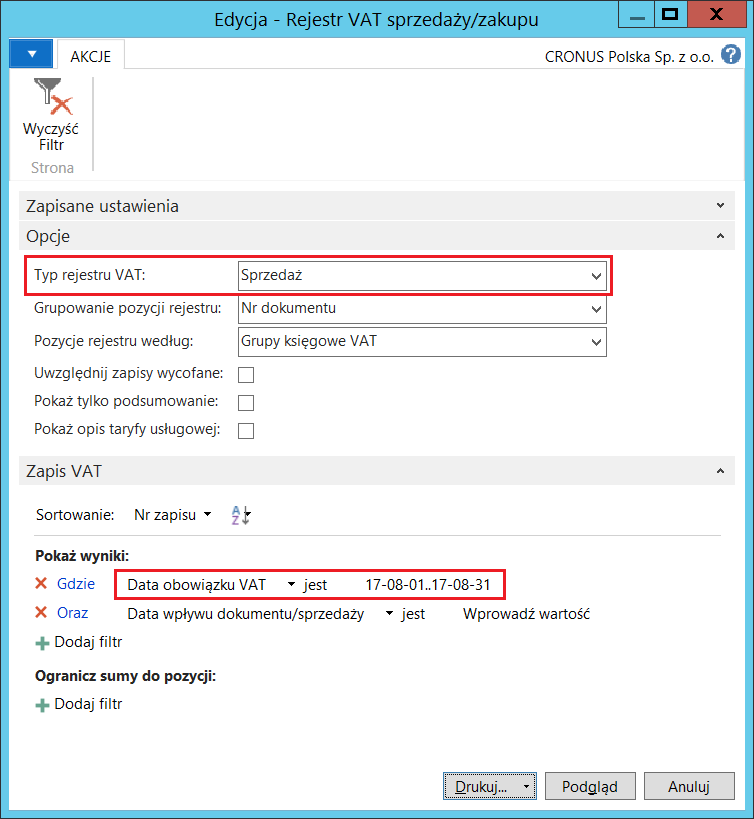 Edycja - Rejestr VAT sprzedaży/zakupu
AKCJE
CRONUS Polska Sp. z o.o.
?
Wyczyść
Filtr
Strona
Zapisane ustawienia
Opcje
Typ rejestru VAT: Sprzedaż
Grupowanie pozycji rejestru: Nr dokumentu
Pozycje rejestru według: Grupy księgowe VAT
Uwzględnij zapisy wycofane:
Pokaż tylko podsumowanie:
Pokaż opis taryfy usługowej:
Zapis VAT
Sortowanie: Nr zapisu AZ
Pokaż wyniki:
Gdzie Data obowiązku VAT jest 17-08-01..17-08-31
Oraz Data wpływu dokumentu/sprzedaży jest Wprowadź wartość
Dodaj filtr
Ogranicz sumy do pozycji:
Dodaj filtr
Drukuj... Podgląd Anuluj